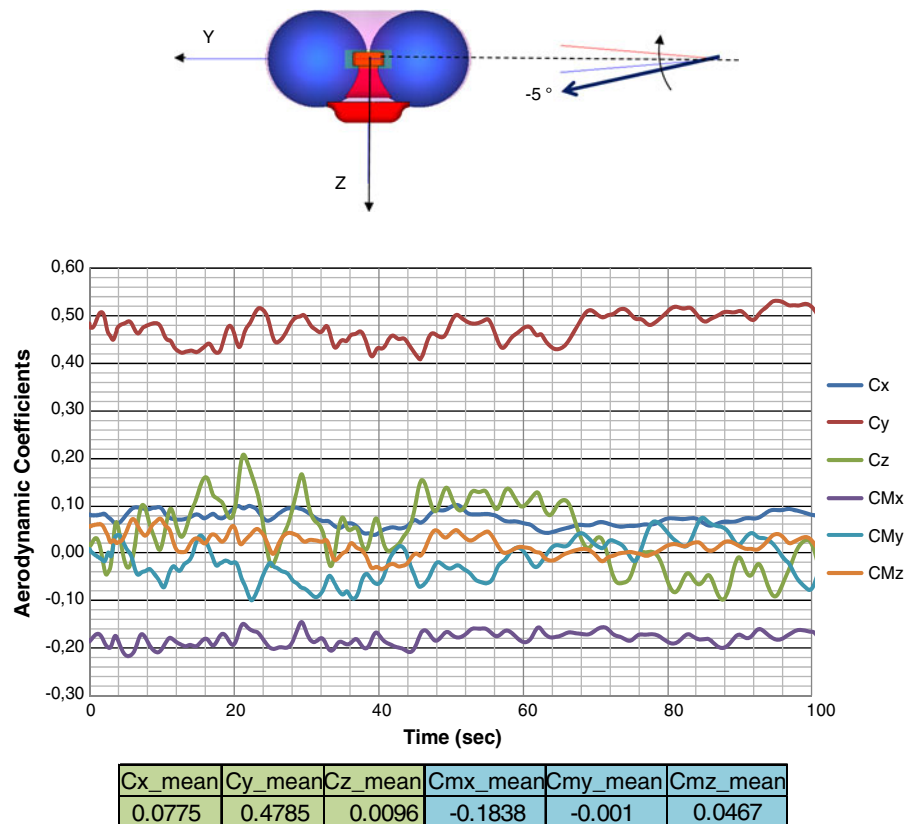 Y
-5 °
Z
0,60
0,50
0,40
0,30
0,20
0,10
0,00
-0,10
-0,20
-0,30
Aerodynamic Coefficients
0
20
40
60
80
100
Time (sec)
Cx
Cy
Cz
CMx
CMy
CMz
Cx_mean Cy_mean Cz_mean Cmx_mean Cmy_mean Cmz_mean
0.0775 0.4785 0.0096 -0.1838 -0.001 0.0467